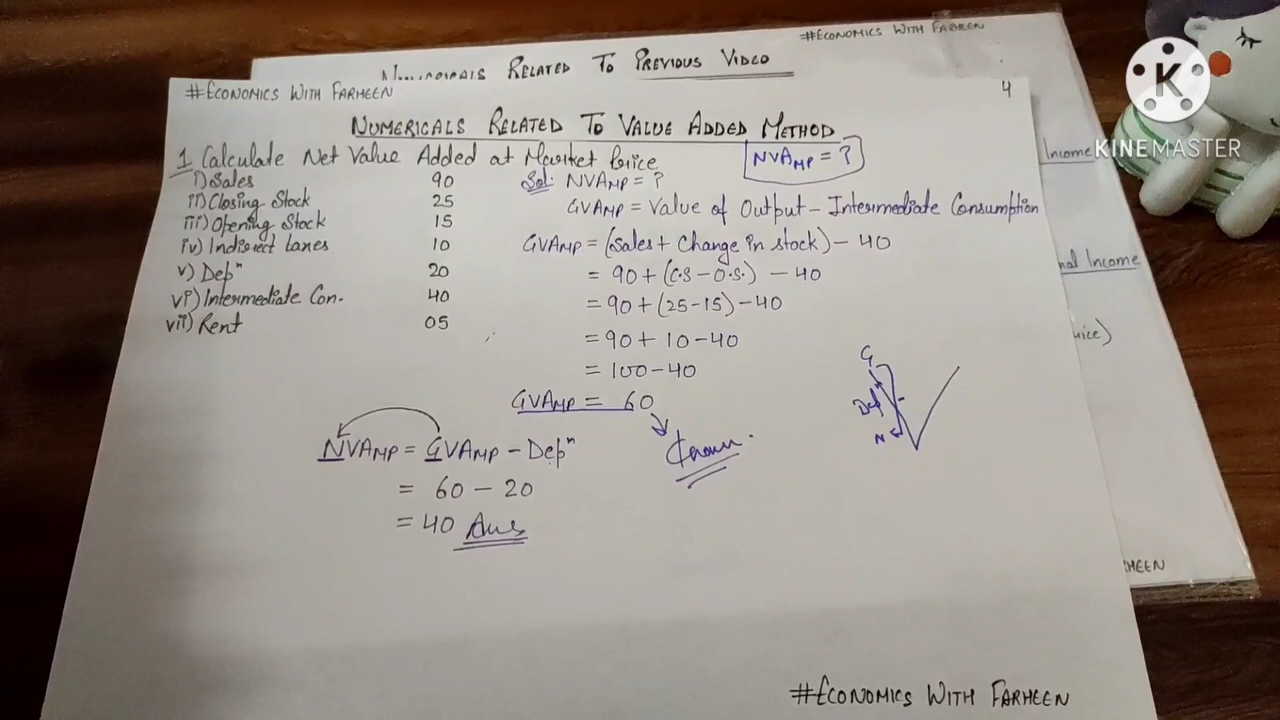 #ECONOMICS WITH FARHEEN
RELATED TO PREVIOUS VIDEO
#ECONOMICS WITH FARHEEN
4
NUMERICALS RELATED TO VALUE ADDED METHOD
1 Calculate Net Value Added at Market Price
NVAMP = ?
i) Sales 90
ii) Closing Stock 25
iii) Opening Stock 15
iv) Indirect Taxes 10
v) Depⁿ 20
vi) Intermediate Con. 40
vii) Rent 05
Sol: NVAMP = ?
GVAMP = Value of Output - Intermediate Consumption
GVAMP = (Sales + Change in stock) - 40
= 90 + (C.S - O.S.) - 40
= 90 + (25-15) - 40
= 90 + 10 - 40
= 100 - 40
GVAMP = 60
NVAMP = GVAMP - Depⁿ
= 60 - 20
= 40 Ans
G
Depⁿ
N
Income
nal Income
rice)
HEEN
#ECONOMICS WITH FARHEEN
K
KINEMASTER